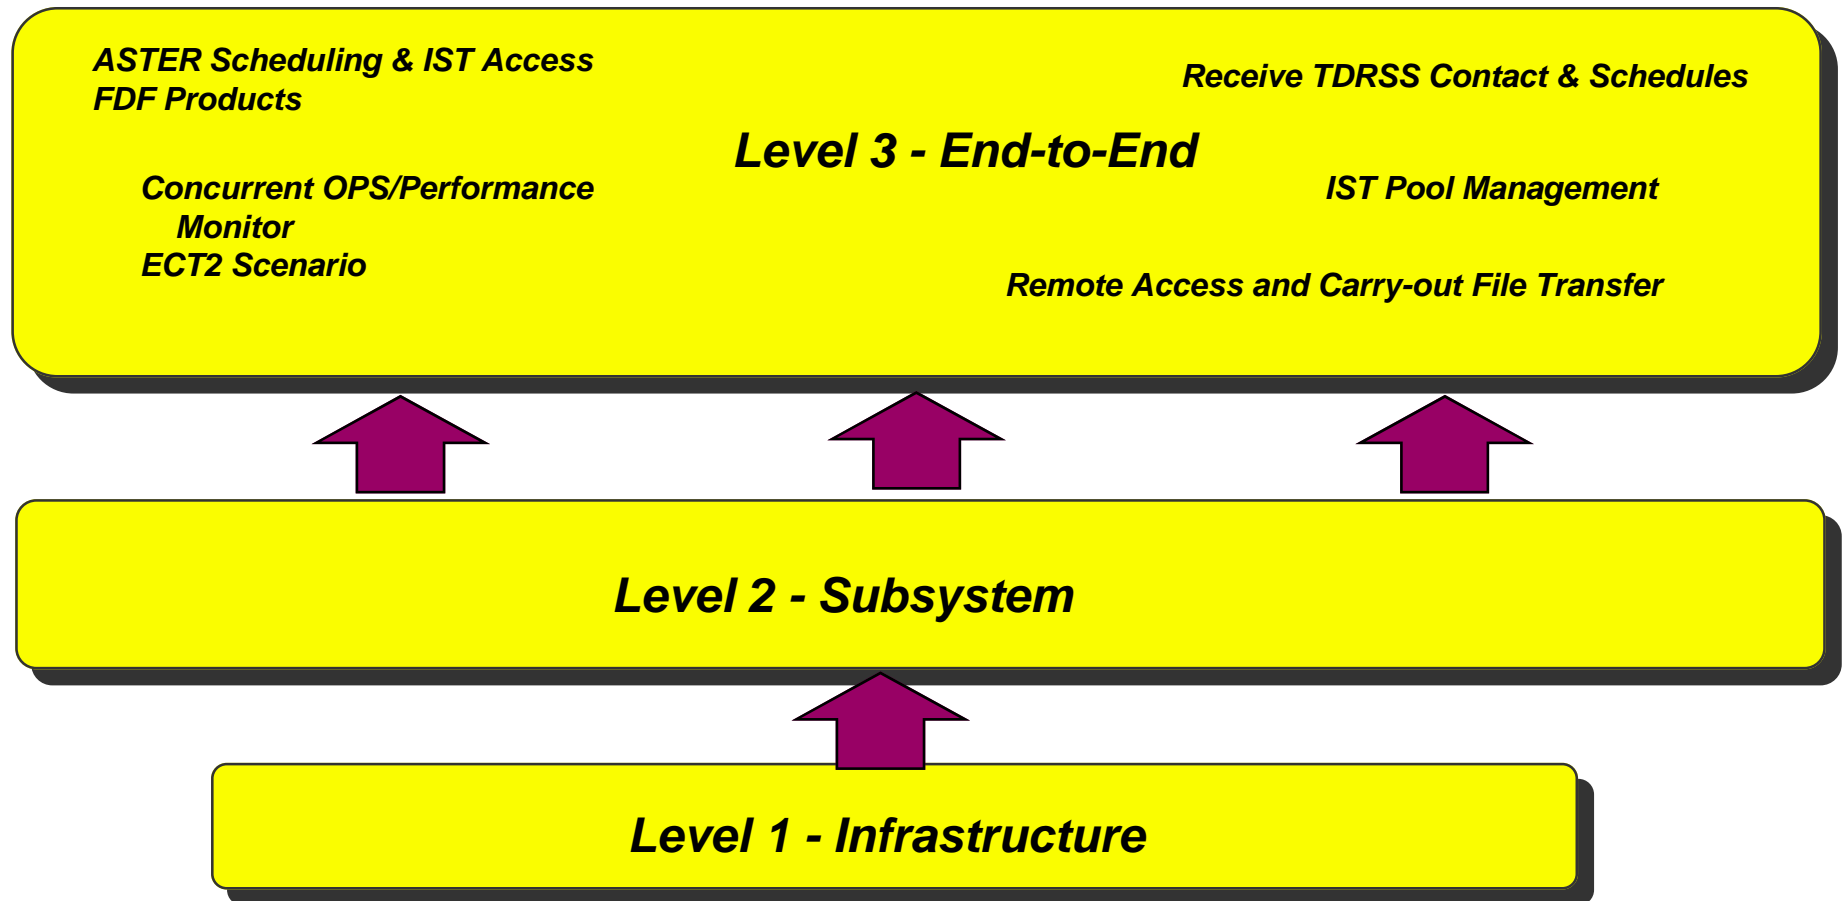 ASTER Scheduling & IST Access
FDF Products
Receive TDRSS Contact & Schedules
Level 3 - End-to-End
Concurrent OPS/Performance
Monitor
ECT2 Scenario
IST Pool Management
Remote Access and Carry-out File Transfer
Level 2 - Subsystem
Level 1 - Infrastructure